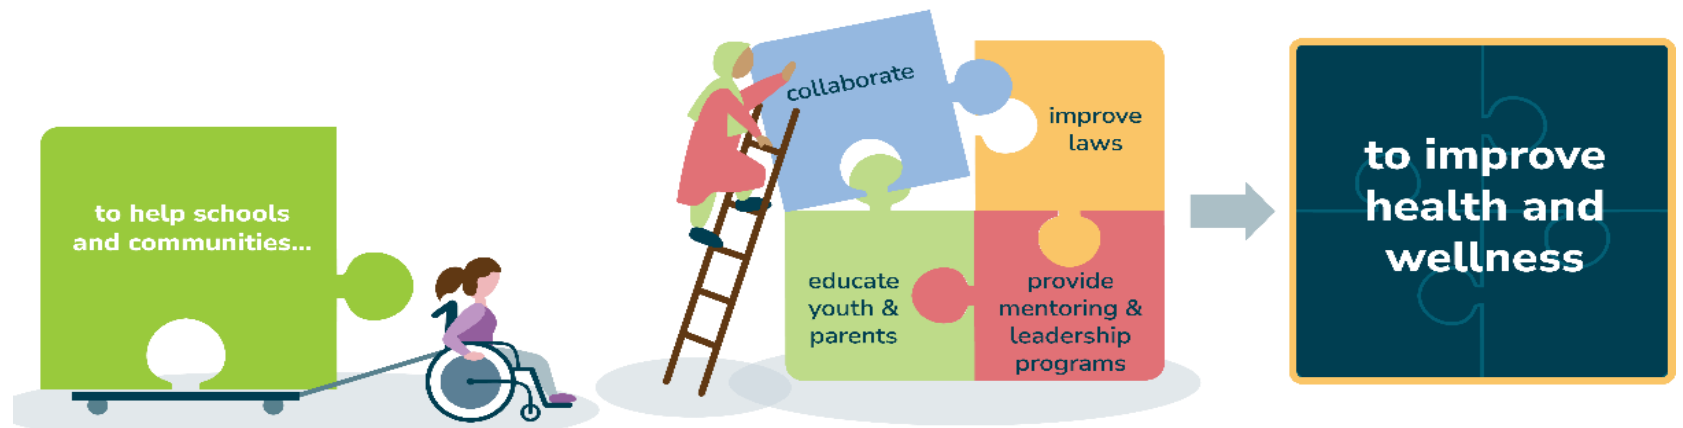 to help schools
and communities...
collaborate
improve
laws
educate
youth &
parents
provide
mentoring &
leadership
programs
to improve
health and
wellness